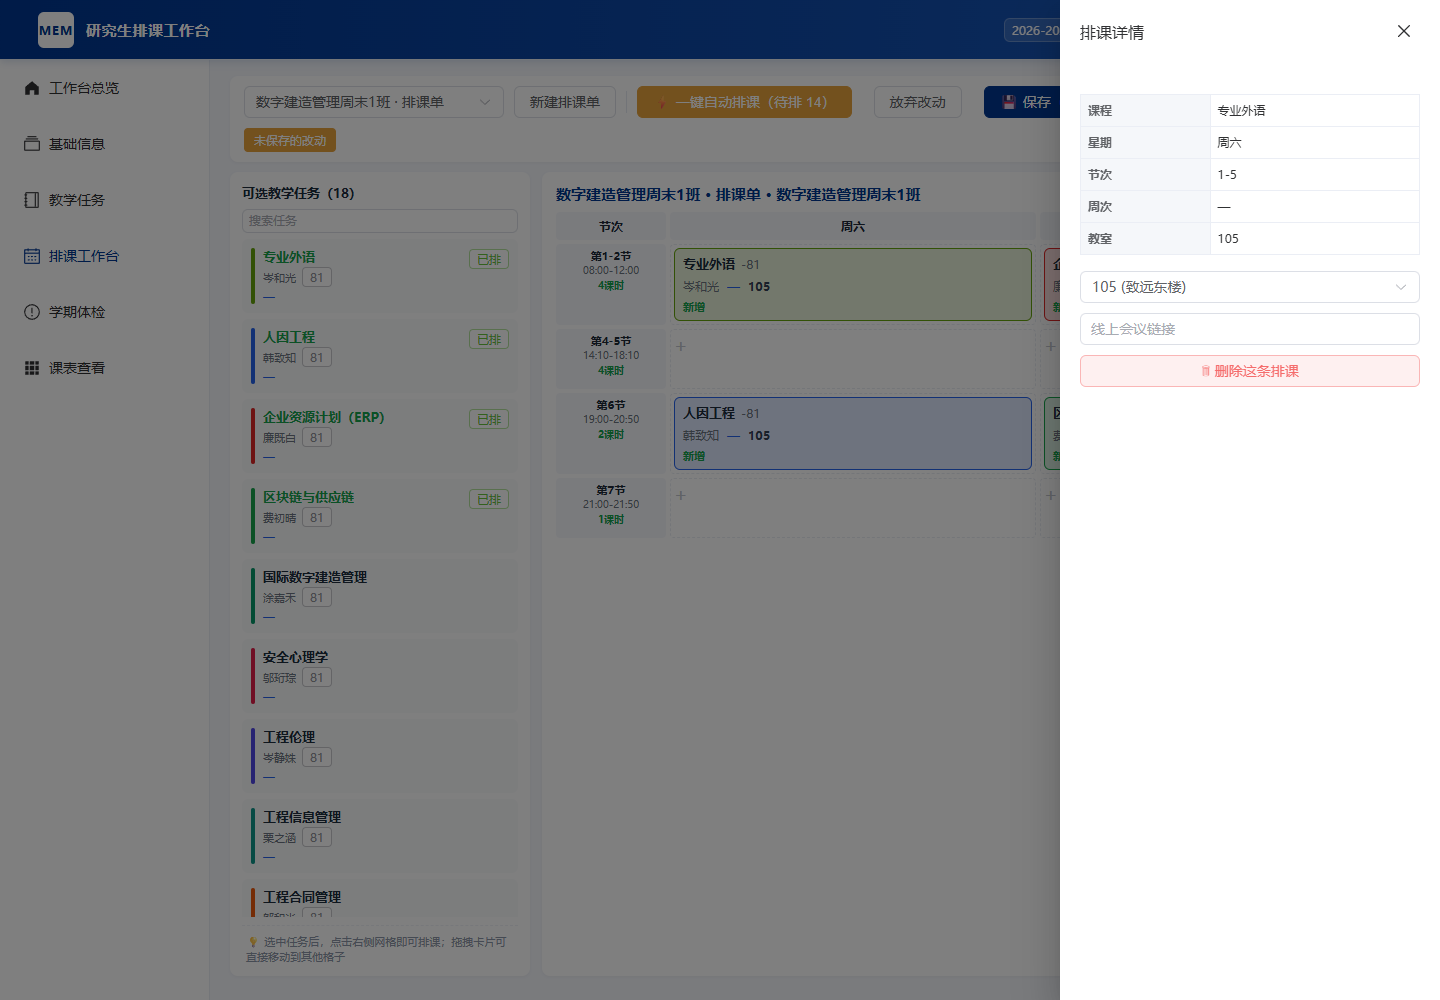 MEM
研究生排课工作台
2026-20
工作台总览
基础信息
教学任务
排课工作台
学期体检
课表查看
数字建造管理周末1班 · 排课单
新建排课单
一键自动排课（待排 14）
放弃改动
保存
未保存的改动
可选教学任务（18）
搜索任务
专业外语
已排
岑和光 81
—
人因工程
已排
韩致知 81
—
企业资源计划（ERP）
已排
廉既白 81
—
区块链与供应链
已排
费初晴 81
—
国际数字建造管理
涂嘉禾 81
—
安全心理学
邬珩琮 81
—
工程伦理
岑静姝 81
—
工程信息管理
栗之涵 81
—
工程合同管理
选中任务后，点击右侧网格即可排课；拖拽卡片可
直接移动到其他格子
数字建造管理周末1班 • 排课单 • 数字建造管理周末1班
节次
周六
第1-2节
08:00-12:00
4课时
专业外语 -81
岑和光 — 105
新增
第4-5节
14:10-18:10
4课时
+
+
第6节
19:00-20:50
2课时
人因工程 -81
韩致知 — 105
新增
第7节
21:00-21:50
1课时
+
+
排课详情
课程 专业外语
星期 周六
节次 1-5
周次 —
教室 105
105 (致远东楼)
线上会议链接
删除这条排课